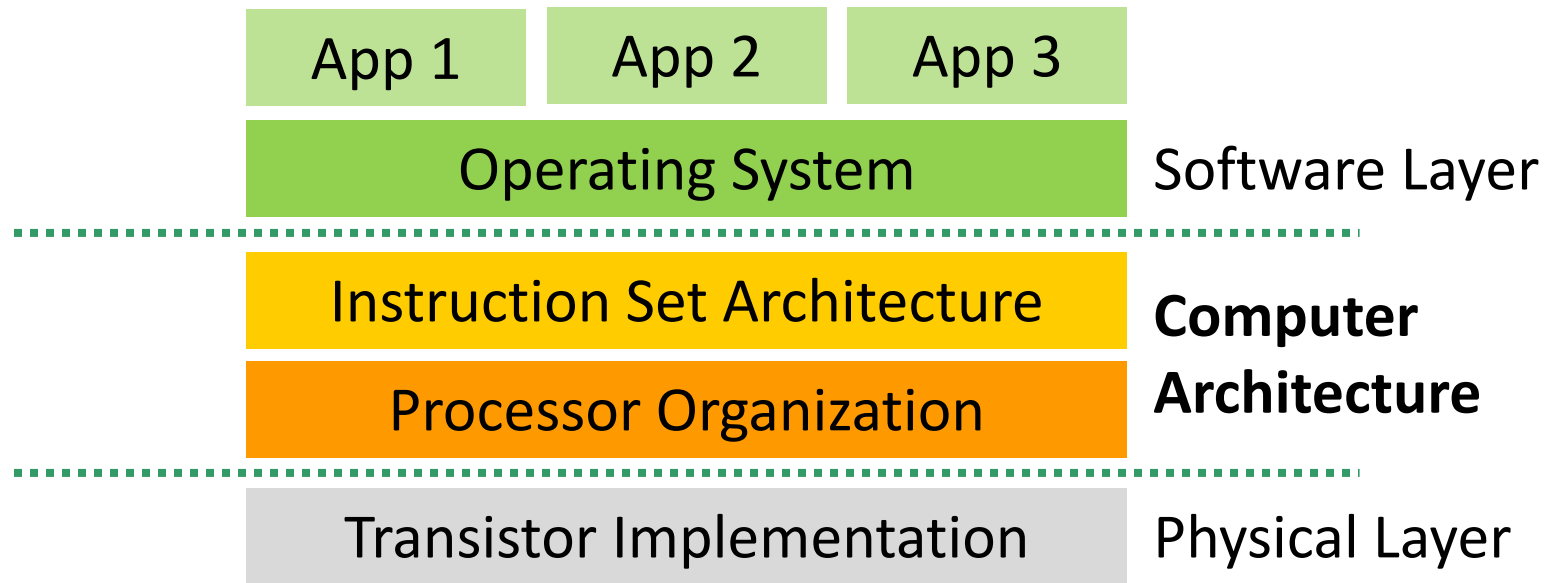 App 1
App 2
App 3
Operating System
Software Layer
Instruction Set Architecture
Computer
Architecture
Processor Organization
Transistor Implementation
Physical Layer